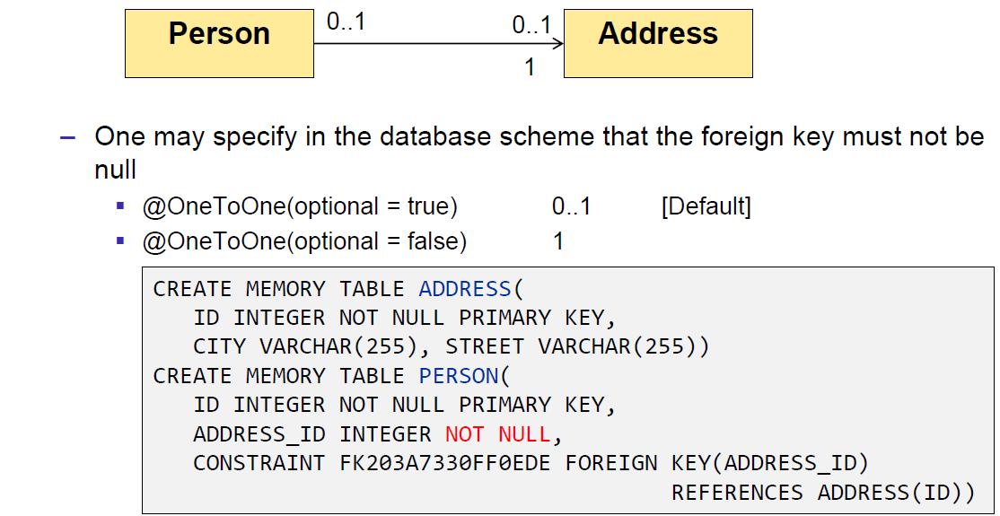 Person 0..1 0..1 Address
1
– One may specify in the database scheme that the foreign key must not be
null
▪ @OneToOne(optional = true) 0..1 [Default]
▪ @OneToOne(optional = false) 1
CREATE MEMORY TABLE ADDRESS(
ID INTEGER NOT NULL PRIMARY KEY,
CITY VARCHAR(255), STREET VARCHAR(255))
CREATE MEMORY TABLE PERSON(
ID INTEGER NOT NULL PRIMARY KEY,
ADDRESS_ID INTEGER NOT NULL,
CONSTRAINT FK203A7330FF0EDE FOREIGN KEY(ADDRESS_ID)
REFERENCES ADDRESS(ID))